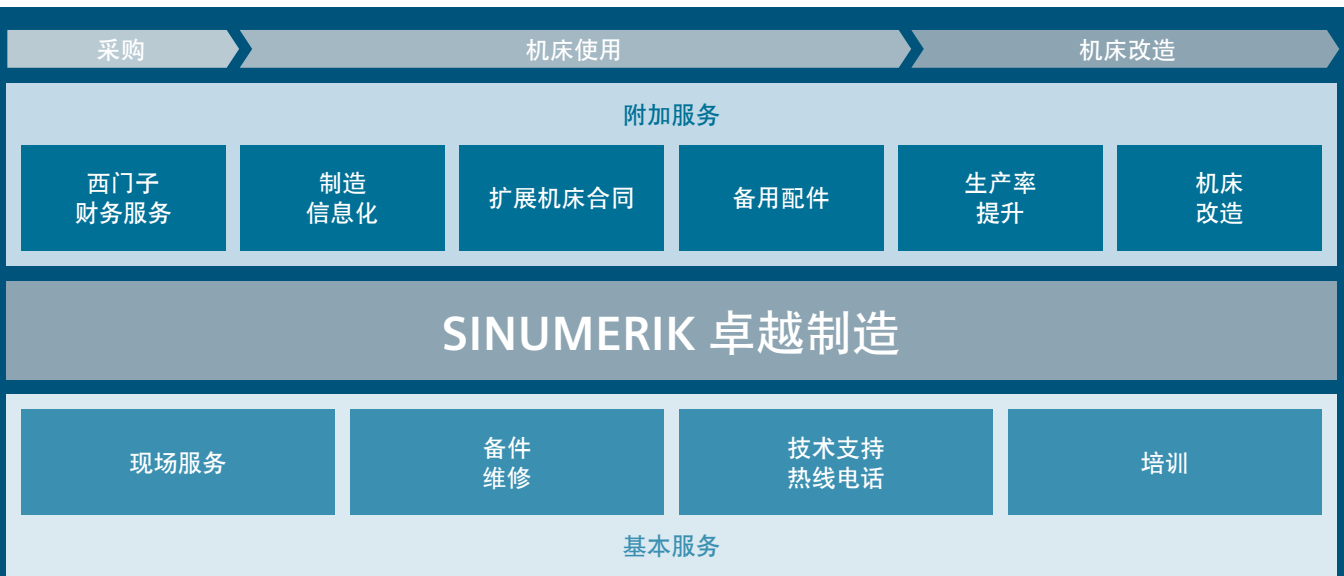 采购
机床使用
机床改造
附加服务
西门子
财务服务
制造
信息化
扩展机床合同
备用配件
生产率
提升
机床
改造
SINUMERIK 卓越制造
现场服务
备件
维修
技术支持
热线电话
培训
基本服务